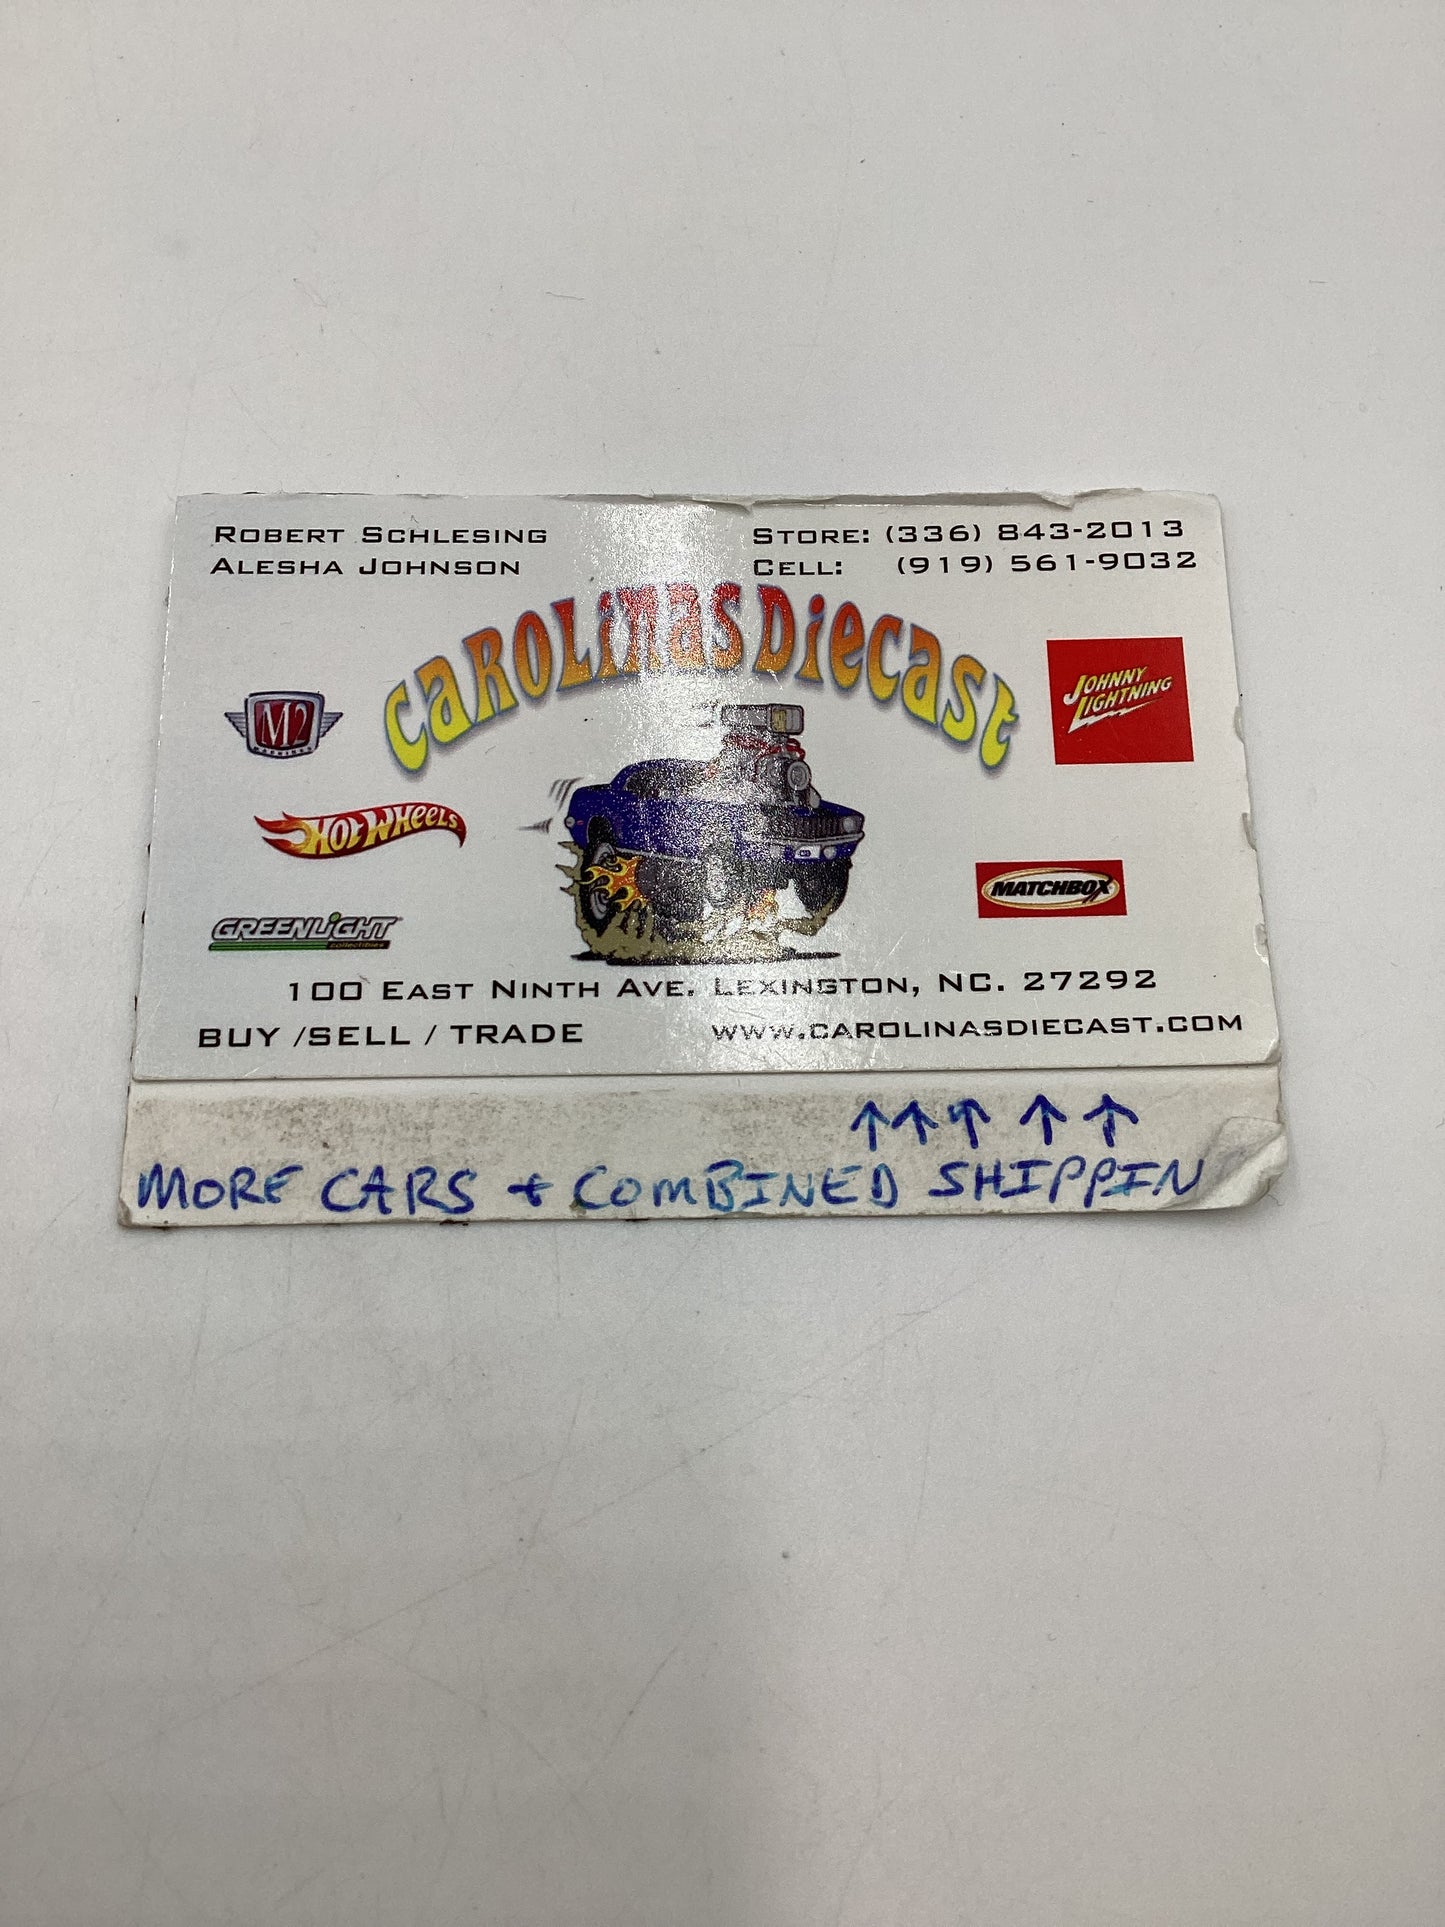 ROBERT SCHLESING
ALESHA JOHNSON
STORE: (336) 843-2013
CELL: (919) 561-9032
CAROLINAS DIECAST
M2
MACHINES
JOHNNY
LIGHTNING
HOT WHEELS
MATCHBOX
GREENLIGHT
collectibles
100 EAST NINTH AVE. LEXINGTON, NC. 27292
BUY /SELL / TRADE
WWW.CAROLINASDIECAST.COM
↑ ↑ ↑ ↑ ↑
MORE CARS + COMBINED SHIPPIN